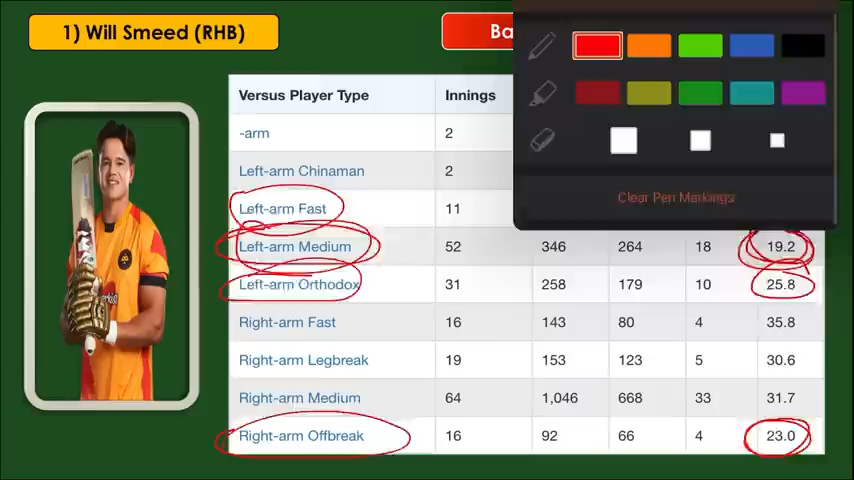 1) Will Smeed (RHB)
Ba
Versus Player Type Innings
-arm 2
Left-arm Chinaman 2
Left-arm Fast 11
Left-arm Medium 52 346 264 18 19.2
Left-arm Orthodox 31 258 179 10 25.8
Right-arm Fast 16 143 80 4 35.8
Right-arm Legbreak 19 153 123 5 30.6
Right-arm Medium 64 1,046 668 33 31.7
Right-arm Offbreak 16 92 66 4 23.0
Clear Pen Markings